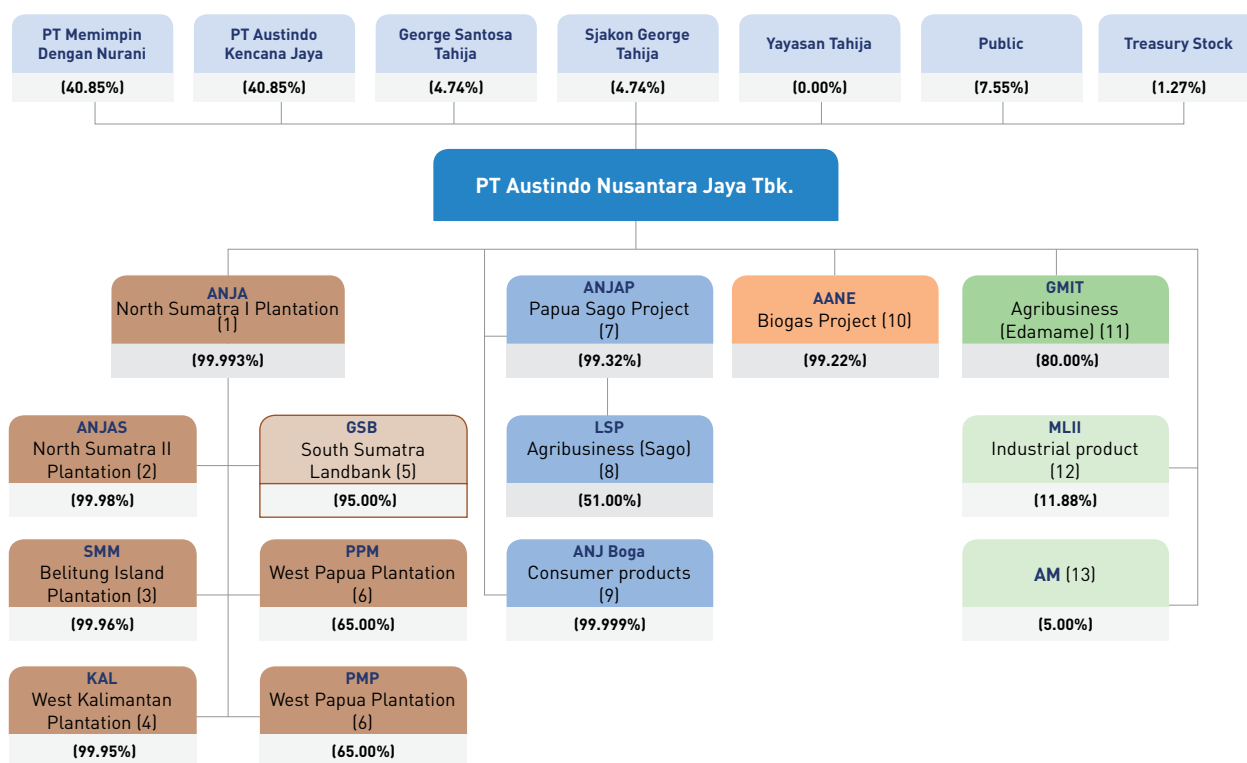 PT Memimpin
Dengan Nurani
(40.85%)
PT Austindo
Kencana Jaya
(40.85%)
George Santosa
Tahija
(4.74%)
Sjakon George
Tahija
(4.74%)
Yayasan Tahija
(0.00%)
Public
(7.55%)
Treasury Stock
(1.27%)
PT Austindo Nusantara Jaya Tbk.
ANJA
North Sumatra I Plantation
(1)
(99.993%)
ANJAP
Papua Sago Project
(7)
(99.32%)
AANE
Biogas Project (10)
(99.22%)
GMIT
Agribusiness
(Edamame) (11)
(80.00%)
ANJAS
North Sumatra II
Plantation (2)
(99.98%)
GSB
South Sumatra
Landbank (5)
(95.00%)
LSP
Agribusiness (Sago)
(8)
(51.00%)
MLII
Industrial product
(12)
(11.88%)
SMM
Belitung Island
Plantation (3)
(99.96%)
PPM
West Papua Plantation
(6)
(65.00%)
ANJ Boga
Consumer products
(9)
(99.999%)
AM (13)
(5.00%)
KAL
West Kalimantan
Plantation (4)
(99.95%)
PMP
West Papua Plantation
(6)
(65.00%)